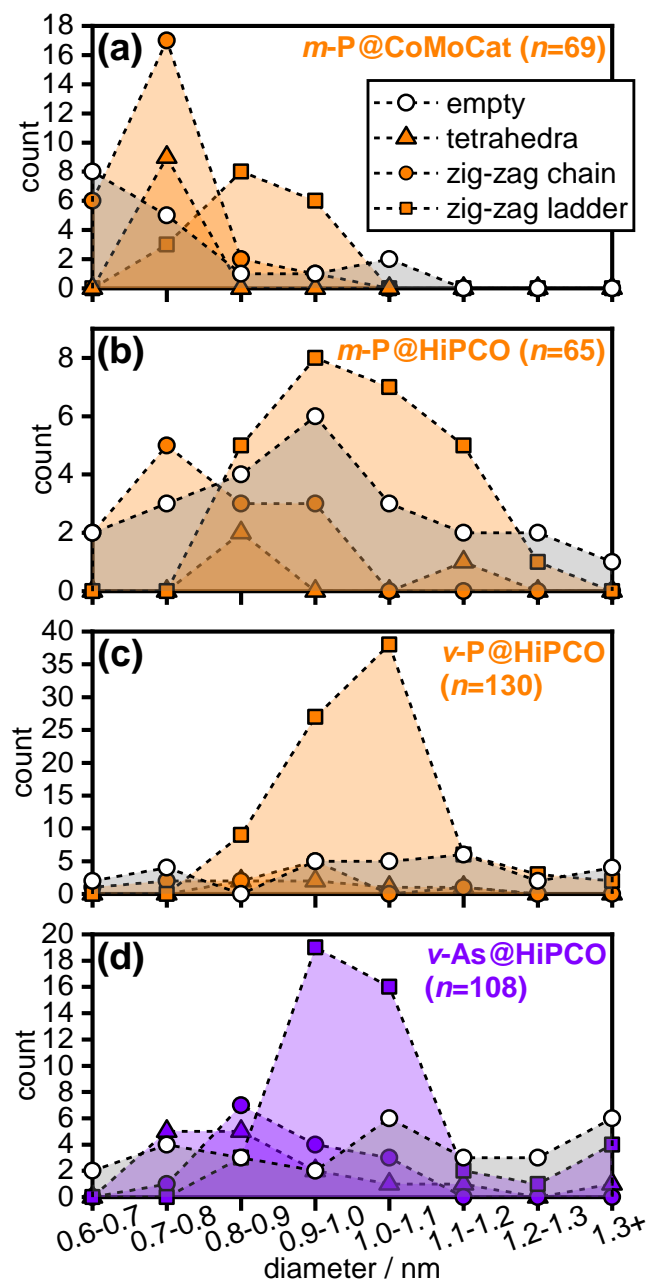 (a)
m-P@CoMoCat (n=69)
empty
tetrahedra
zig-zag chain
zig-zag ladder
count
18
16
14
12
10
8
6
4
2
0
(b)
m-P@HiPCO (n=65)
count
8
6
4
2
0
(c)
v-P@HiPCO
(n=130)
count
40
35
30
25
20
15
10
5
0
(d)
v-As@HiPCO
(n=108)
count
20
18
16
14
12
10
8
6
4
2
0
0.6-0.7 0.7-0.8 0.8-0.9 0.9-1.0 1.0-1.1 1.1-1.2 1.2-1.3 1.3+
diameter / nm